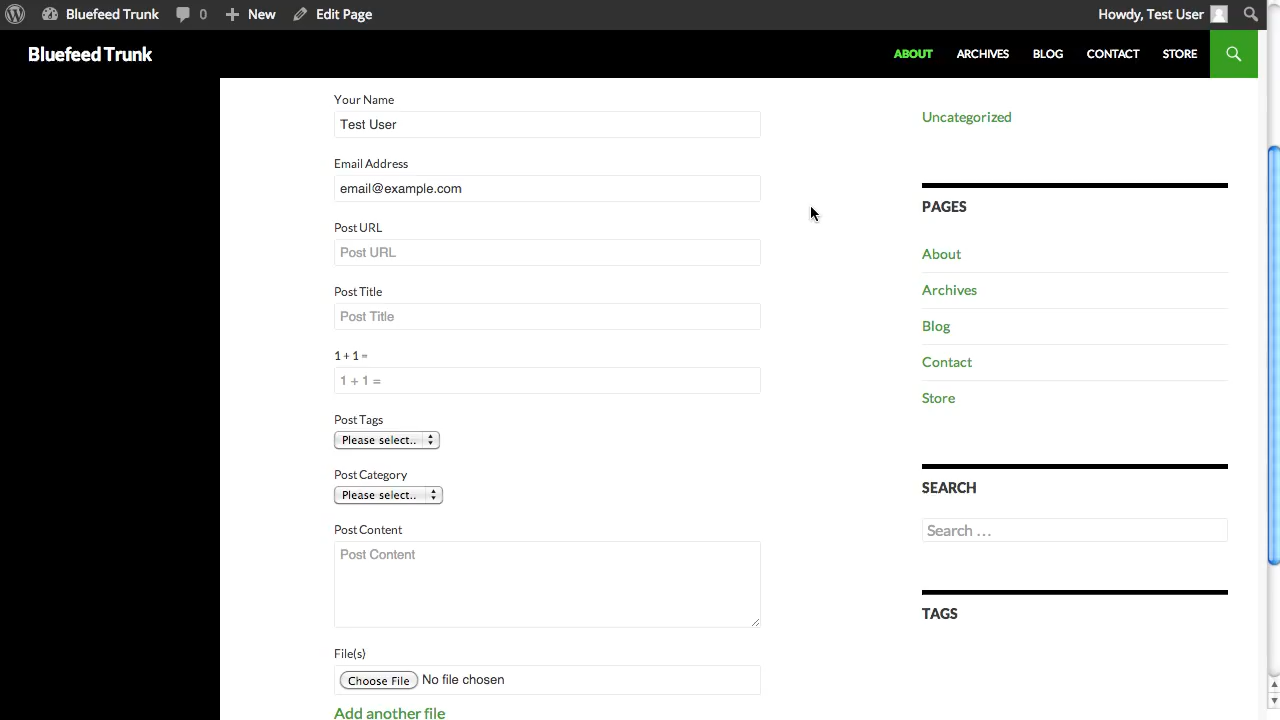 Bluefeed Trunk 0 New Edit Page Howdy, Test User
Bluefeed Trunk
ABOUT ARCHIVES BLOG CONTACT STORE
Your Name
Test User
Email Address
email@example.com
Post URL
Post URL
Post Title
Post Title
1 + 1 =
1 + 1 =
Post Tags
Please select..
Post Category
Please select..
Post Content
Post Content
File(s)
Choose File No file chosen
Add another file
Uncategorized
PAGES
About
Archives
Blog
Contact
Store
SEARCH
Search …
TAGS